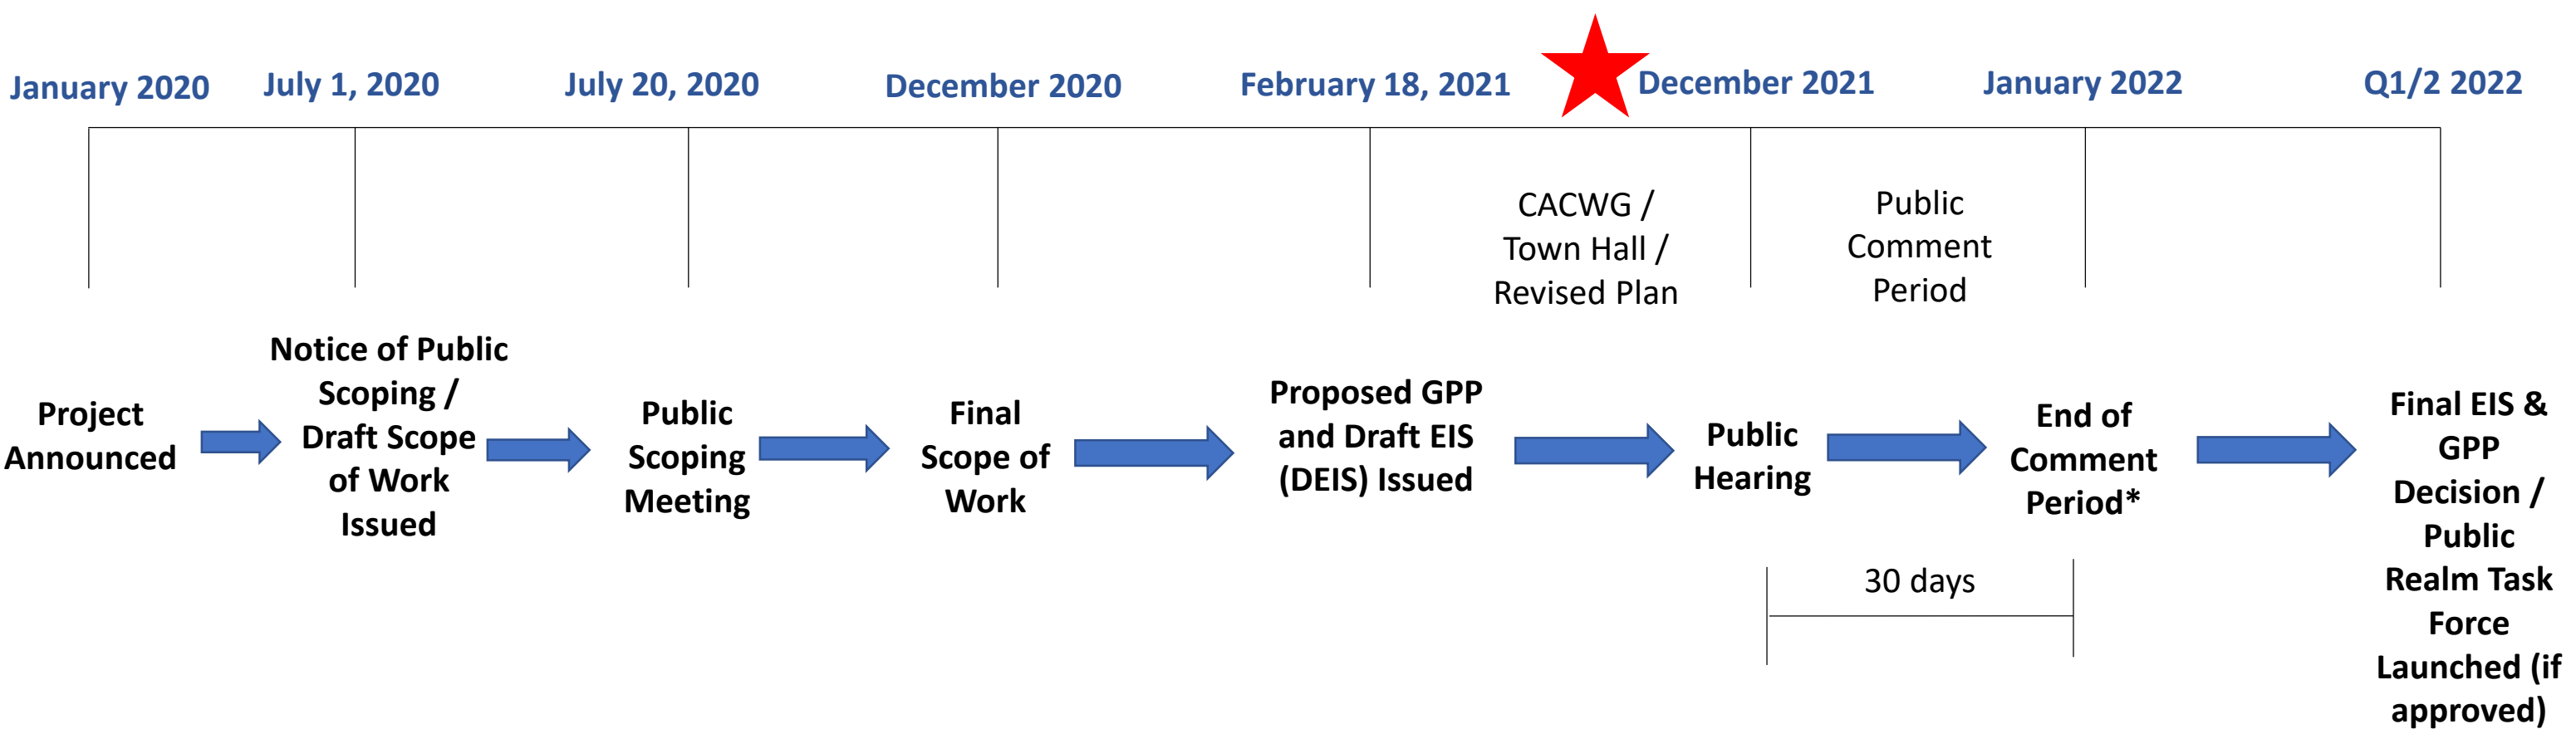 January 2020
July 1, 2020
July 20, 2020
December 2020
February 18, 2021
December 2021
January 2022
Q1/2 2022
CACWG /
Town Hall /
Revised Plan
Public
Comment
Period
Project
Announced
Notice of Public
Scoping /
Draft Scope
of Work
Issued
Public
Scoping
Meeting
Final
Scope of
Work
Proposed GPP
and Draft EIS
(DEIS) Issued
Public
Hearing
End of
Comment
Period*
30 days
Final EIS &
GPP
Decision /
Public
Realm Task
Force
Launched (if
approved)